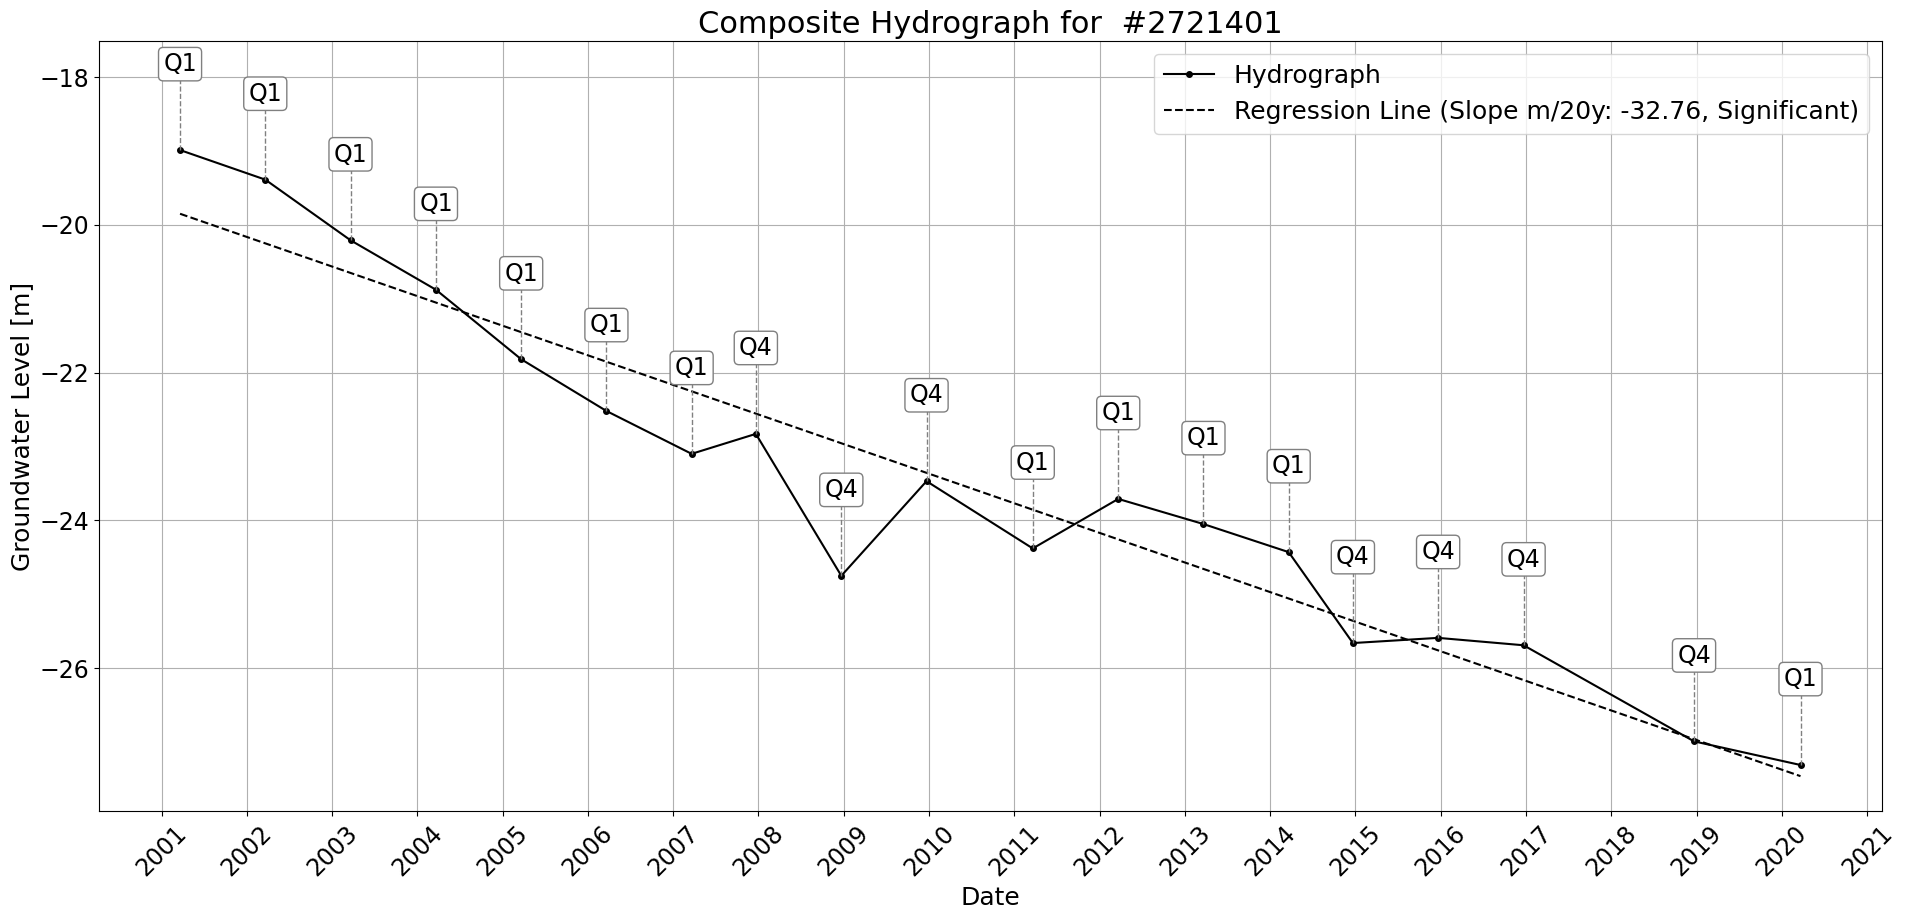 Composite Hydrograph for  #2721401
Hydrograph
Regression Line (Slope m/20y: -32.76, Significant)
Groundwater Level [m]
−18
−20
−22
−24
−26
Q1
Q1
Q1
Q1
Q1
Q1
Q1
Q4
Q4
Q4
Q1
Q1
Q1
Q1
Q4
Q4
Q4
Q4
Q1
2001
2002
2003
2004
2005
2006
2007
2008
2009
2010
2011
2012
2013
2014
2015
2016
2017
2018
2019
2020
2021
Date